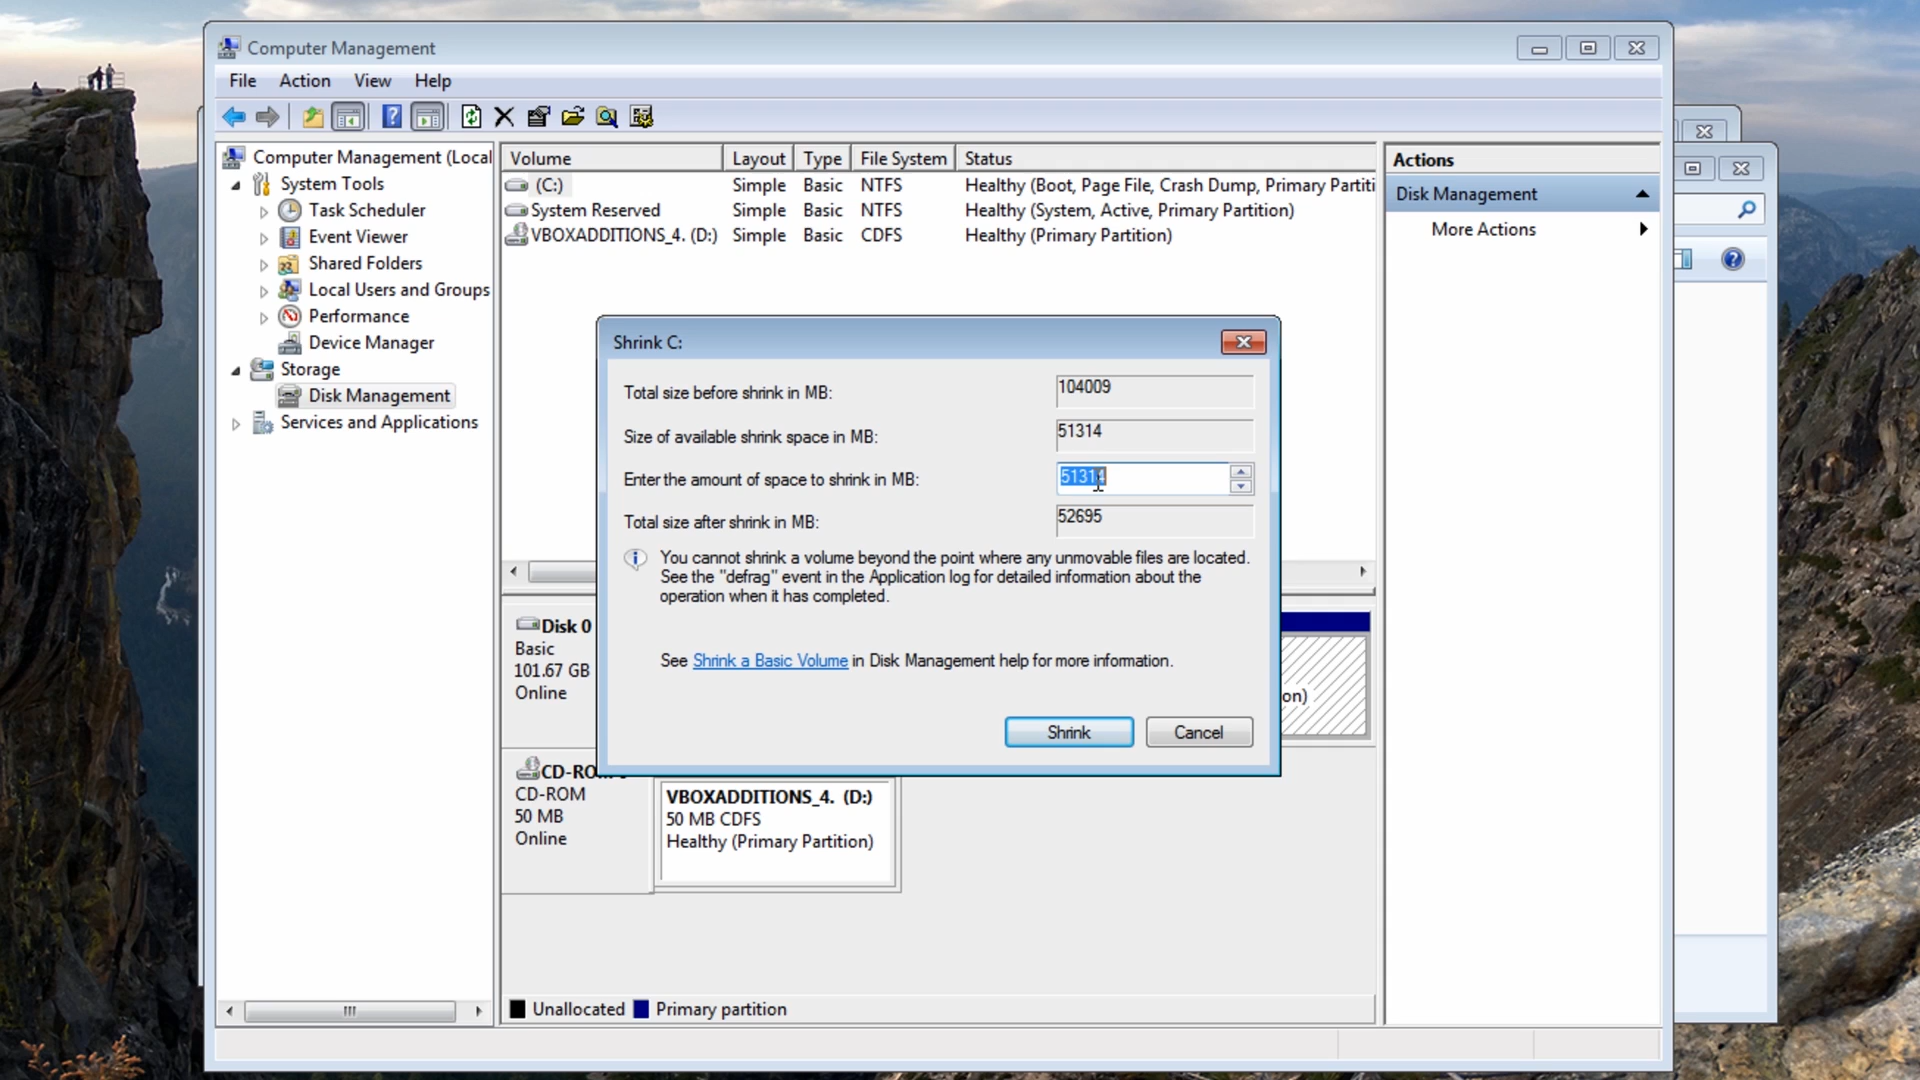 Computer Management
File Action View Help
Computer Management (Local
System Tools
Task Scheduler
Event Viewer
Shared Folders
Local Users and Groups
Performance
Device Manager
Storage
Disk Management
Services and Applications
Volume Layout Type File System Status
(C:) Simple Basic NTFS Healthy (Boot, Page File, Crash Dump, Primary Partiti
System Reserved Simple Basic NTFS Healthy (System, Active, Primary Partition)
VBOXADDITIONS_4. (D:) Simple Basic CDFS Healthy (Primary Partition)
Actions
Disk Management
More Actions
Shrink C:
Total size before shrink in MB: 104009
Size of available shrink space in MB: 51314
Enter the amount of space to shrink in MB: 51314
Total size after shrink in MB: 52695
You cannot shrink a volume beyond the point where any unmovable files are located.
See the "defrag" event in the Application log for detailed information about the
operation when it has completed.
See Shrink a Basic Volume in Disk Management help for more information.
Shrink Cancel
Disk 0
Basic
101.67 GB
Online
on)
CD-RO
CD-ROM
50 MB
Online
VBOXADDITIONS_4. (D:)
50 MB CDFS
Healthy (Primary Partition)
Unallocated Primary partition